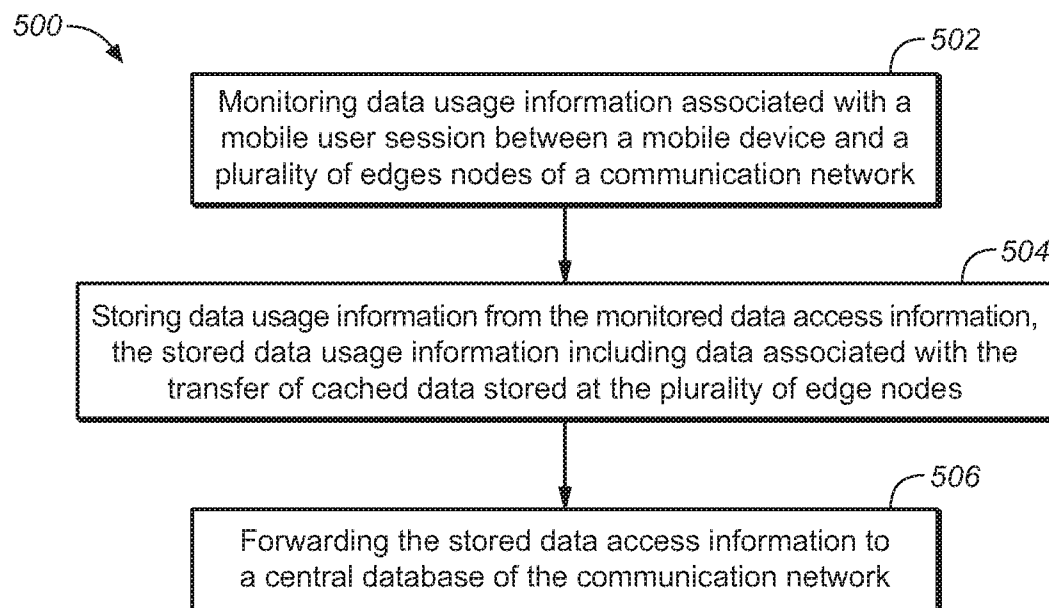 500
502
Monitoring data usage information associated with a
mobile user session between a mobile device and a
plurality of edges nodes of a communication network
504
Storing data usage information from the monitored data access information,
the stored data usage information including data associated with the
transfer of cached data stored at the plurality of edge nodes
506
Forwarding the stored data access information to
a central database of the communication network